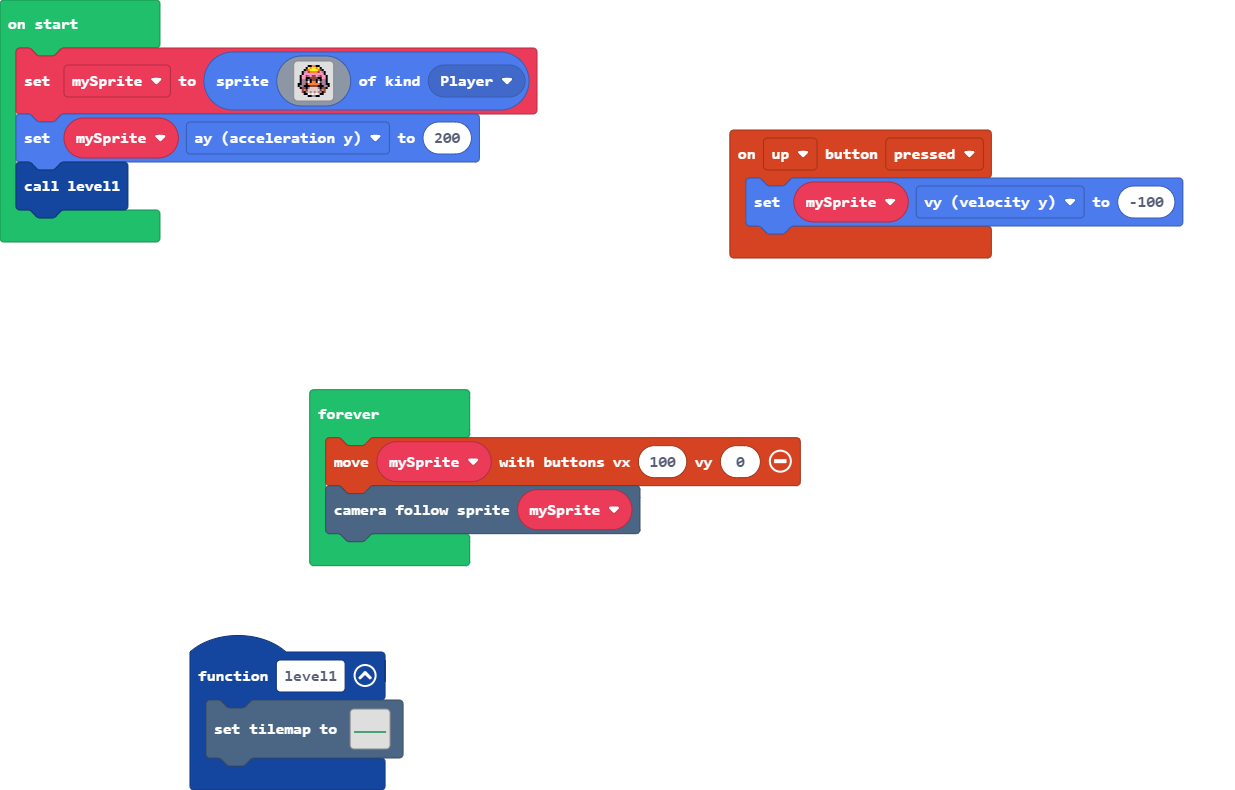 on start
set mySprite to sprite of kind Player
set mySprite ay (acceleration y) to 200
call level1
on up button pressed
set mySprite vy (velocity y) to -100
forever
move mySprite with buttons vx 100 vy 0
camera follow sprite mySprite
function level1
set tilemap to